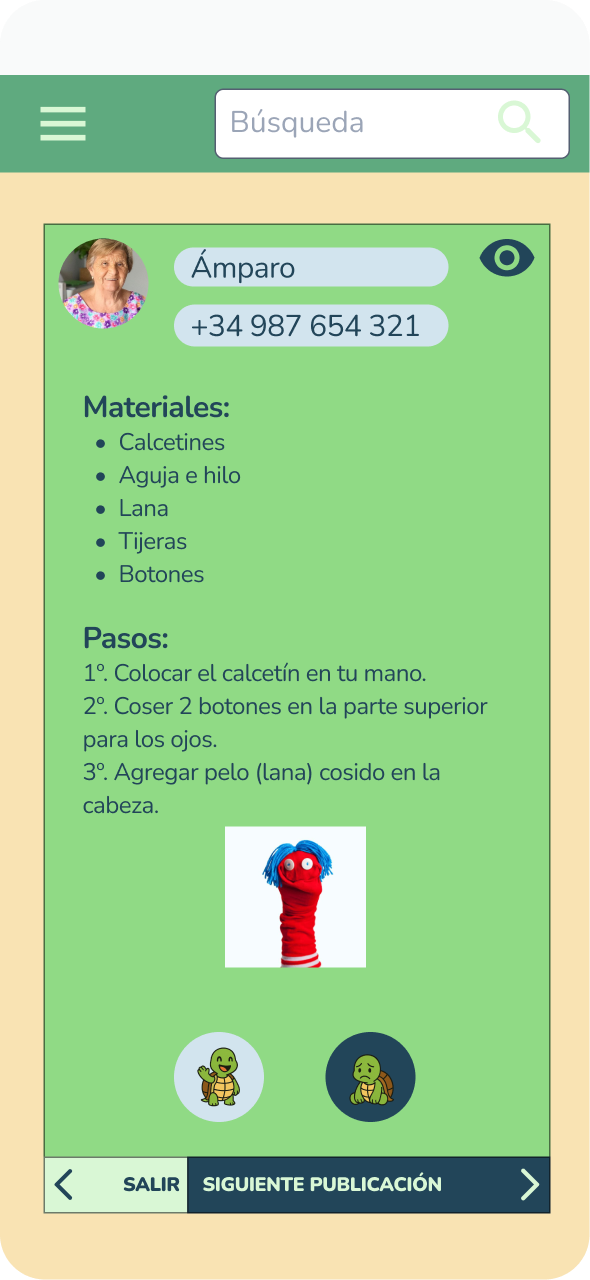 Búsqueda
Ámparo
+34 987 654 321
Materiales:
• Calcetines
• Aguja e hilo
• Lana
• Tijeras
• Botones
Pasos:
1º. Colocar el calcetín en tu mano.
2º. Coser 2 botones en la parte superior
para los ojos.
3º. Agregar pelo (lana) cosido en la
cabeza.
SALIR
SIGUIENTE PUBLICACIÓN